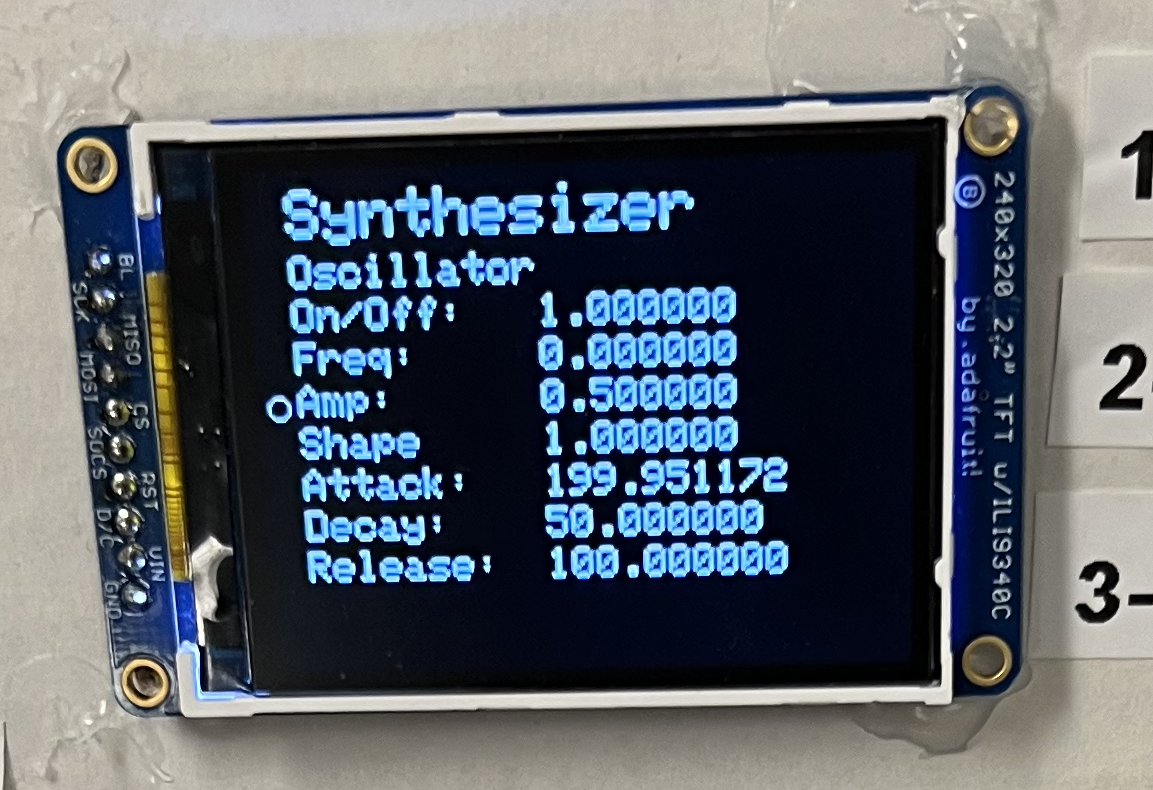 Synthesizer
Oscillator
On/Off: 1.000000
Freq: 0.000000
Amp: 0.500000
Shape 1.000000
Attack: 199.951172
Decay: 50.000000
Release: 100.000000
BL
SLK
MISO
MOSI
CS
SDCS
RST
D/C
VIN
GND
240x320 2.2" TFT w/ILI9340C
by.adafruit!
1
2
3-